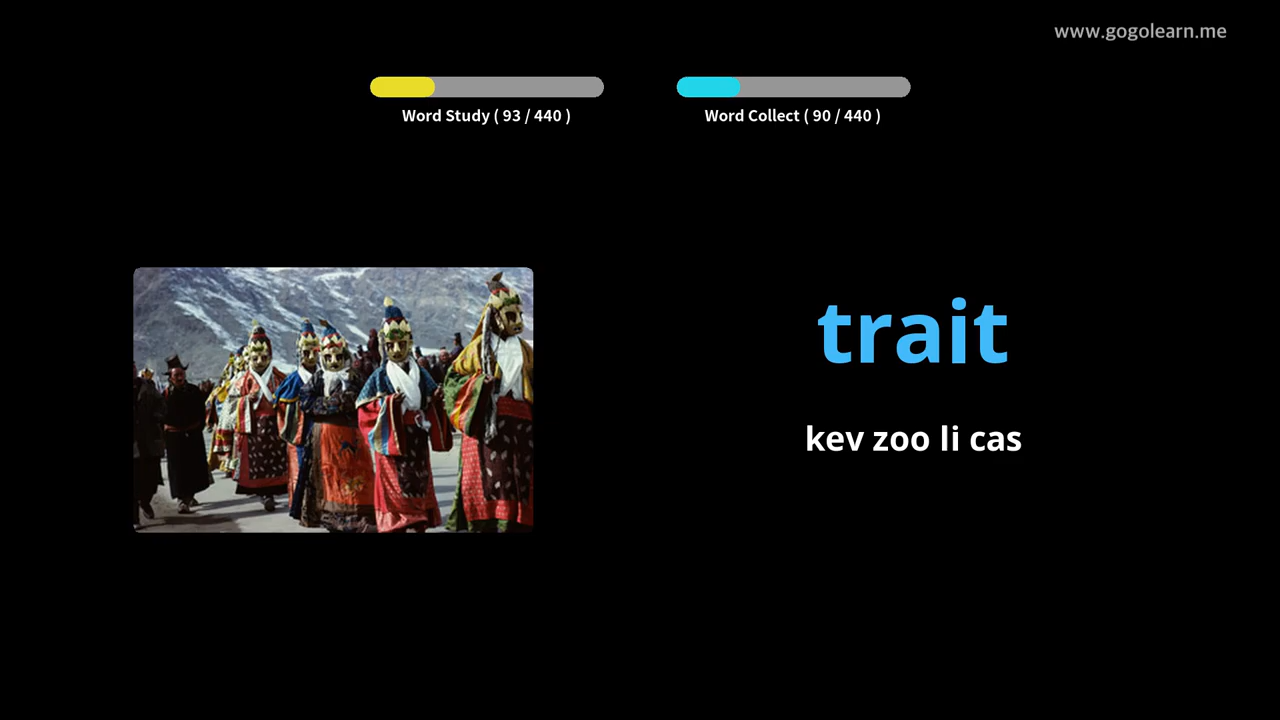 www.gogolearn.me
Word Study ( 93 / 440 )
Word Collect ( 90 / 440 )
trait
kev zoo li cas